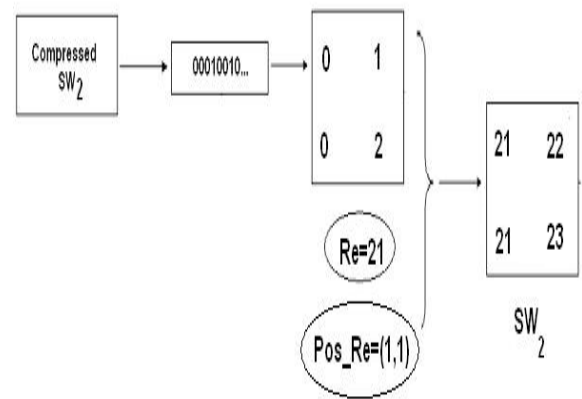 Compressed
SW2
00010010...
0 1
0 2
Re=21
Pos_Re=(1,1)
21 22
21 23
SW2